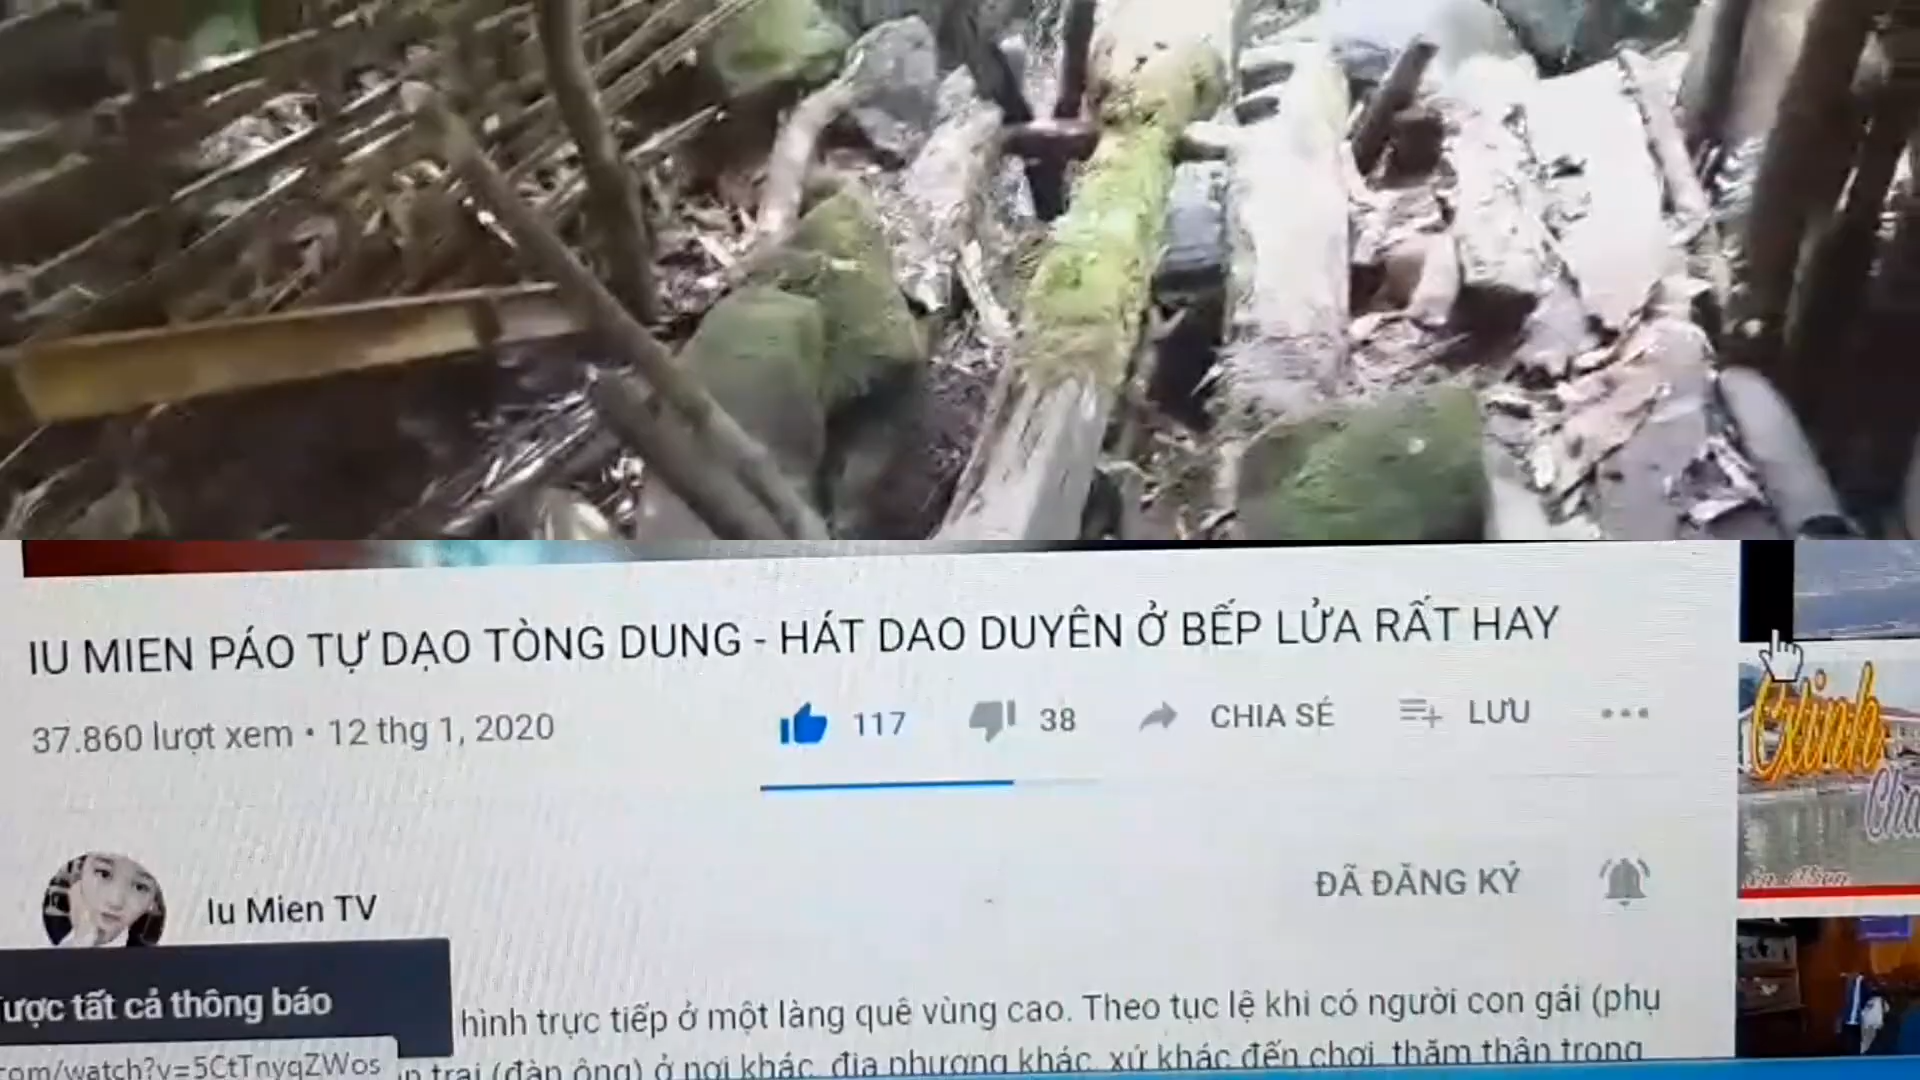 IU MIEN PÁO TỰ DẠO TÒNG DUNG - HÁT DAO DUYÊN Ở BẾP LỬA RẤT HAY
37.860 lượt xem • 12 thg 1, 2020
117 38 CHIA SẺ LƯU
Iu Mien TV
ĐÃ ĐĂNG KÝ
ược tất cả thông báo
hình trực tiếp ở một làng quê vùng cao. Theo tục lệ khi có người con gái (phụ
om/watch?v=5CtTnyqZWos
trai (đàn ông) ở nơi khác, địa phương khác, xứ khác đến chơi, thăm thân trong
Xinh
Cha